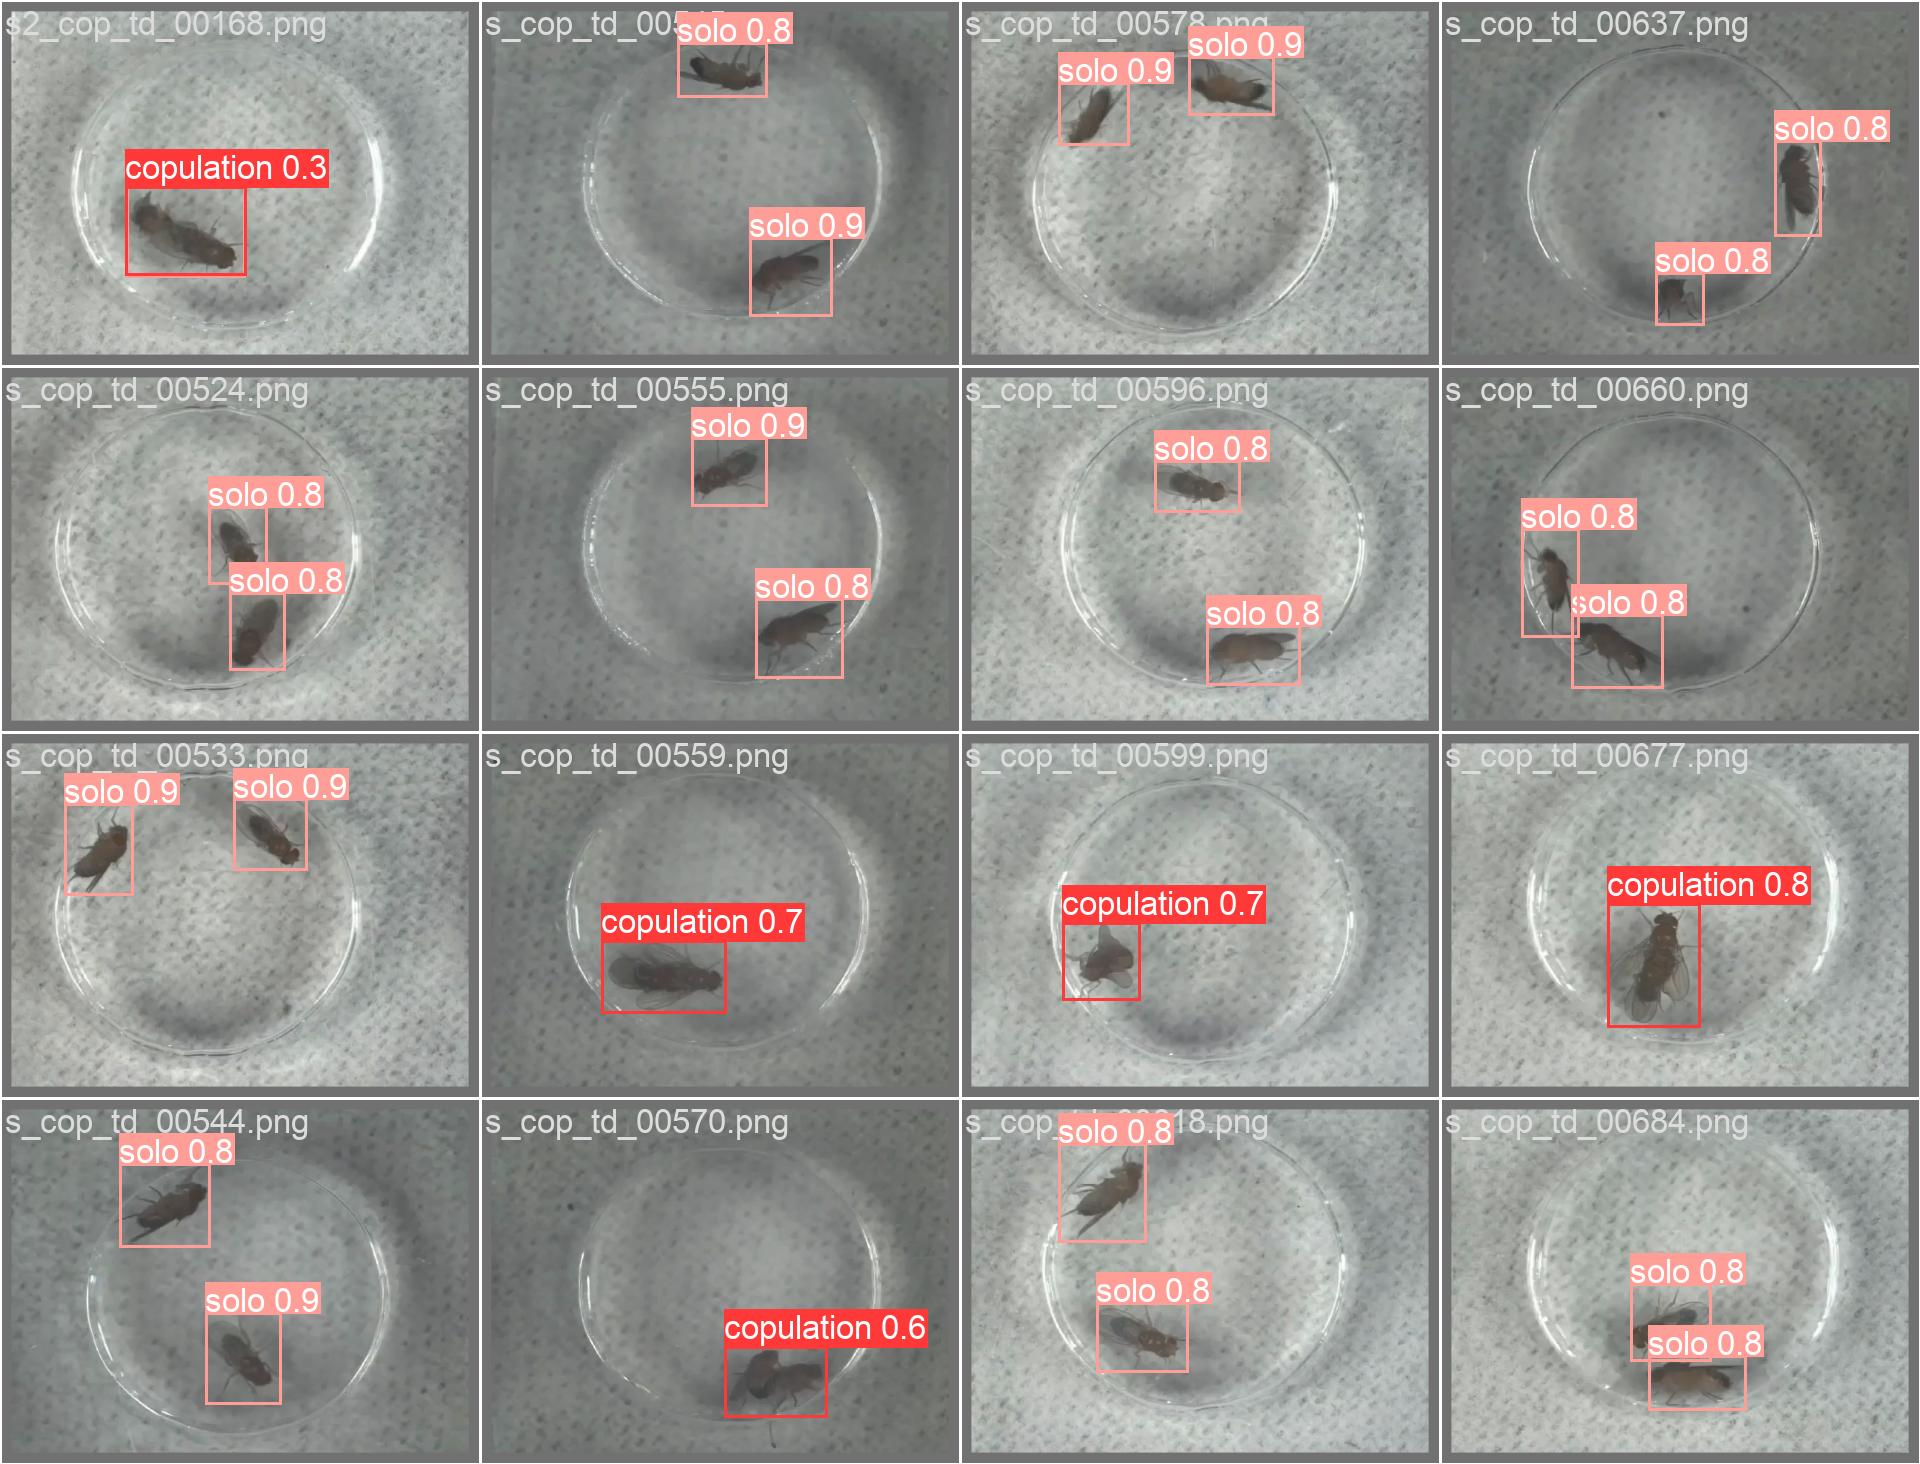 s2_cop_td_00168.png
copulation 0.3
solo 0.8
solo 0.9
s_cop_td_00578.png
solo 0.9
solo 0.9
s_cop_td_00637.png
solo 0.8
solo 0.8
s_cop_td_00524.png
solo 0.8
solo 0.8
s_cop_td_00555.png
solo 0.9
solo 0.8
s_cop_td_00596.png
solo 0.8
solo 0.8
s_cop_td_00660.png
solo 0.8
solo 0.8
s_cop_td_00533.png
solo 0.9
solo 0.9
s_cop_td_00559.png
copulation 0.7
s_cop_td_00599.png
copulation 0.7
s_cop_td_00677.png
copulation 0.8
s_cop_td_00544.png
solo 0.8
solo 0.9
s_cop_td_00570.png
copulation 0.6
solo 0.8
solo 0.8
s_cop_td_00684.png
solo 0.8
solo 0.8